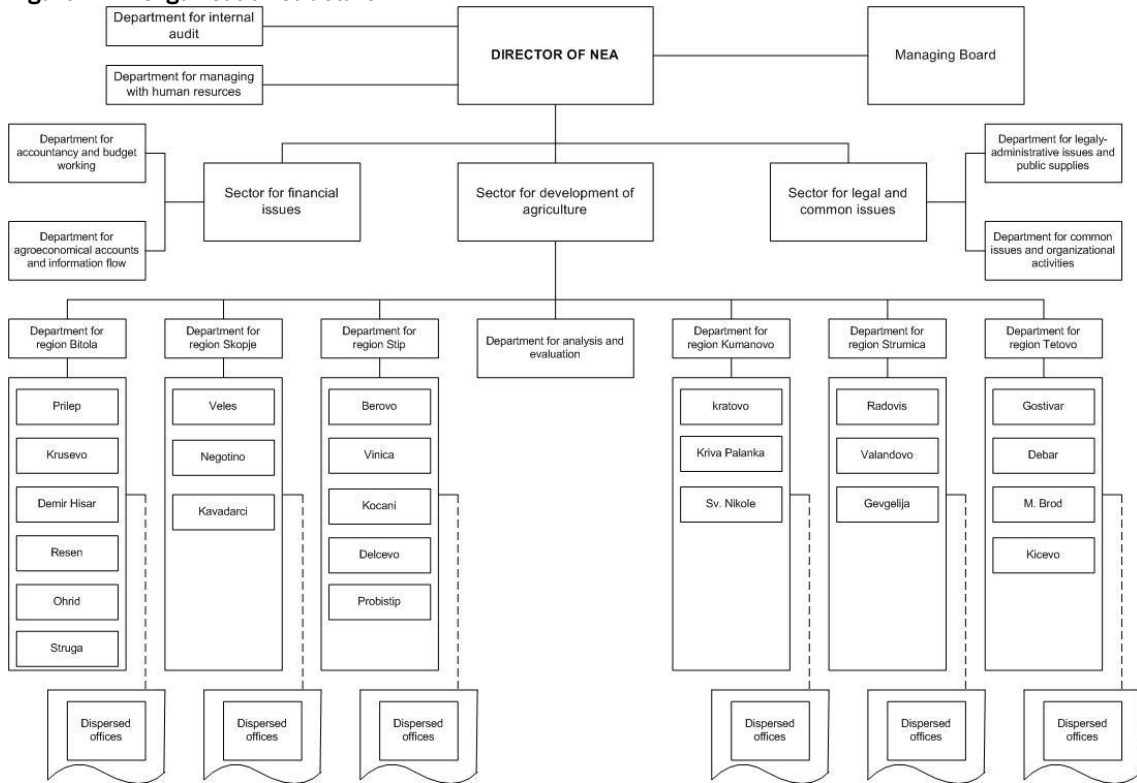 Department for internal
audit
DIRECTOR OF NEA
Managing Board
Department for managing
with human resurces
Department for
accountancy and budget
working
Department for legaly-
administrative issues and
public supplies
Sector for financial
issues
Sector for development of
agriculture
Sector for legal and
common issues
Department for
agroeconomical accounts
and information flow
Department for common
issues and organizational
activities
Department for
region Bitola
Department for
region Skopje
Department for
region Stip
Department for analysis and
evaluation
Department for
region Kumanovo
Department for
region Strumica
Department for
region Tetovo
Prilep
Krusevo
Demir Hisar
Resen
Ohrid
Struga
Veles
Negotino
Kavadarci
Berovo
Vinica
Kocani
Delcevo
Probistip
kratovo
Kriva Palanka
Sv. Nikole
Radovis
Valandovo
Gevgelija
Gostivar
Debar
M. Brod
Kicevo
Dispersed
offices
Dispersed
offices
Dispersed
offices
Dispersed
offices
Dispersed
offices
Dispersed
offices